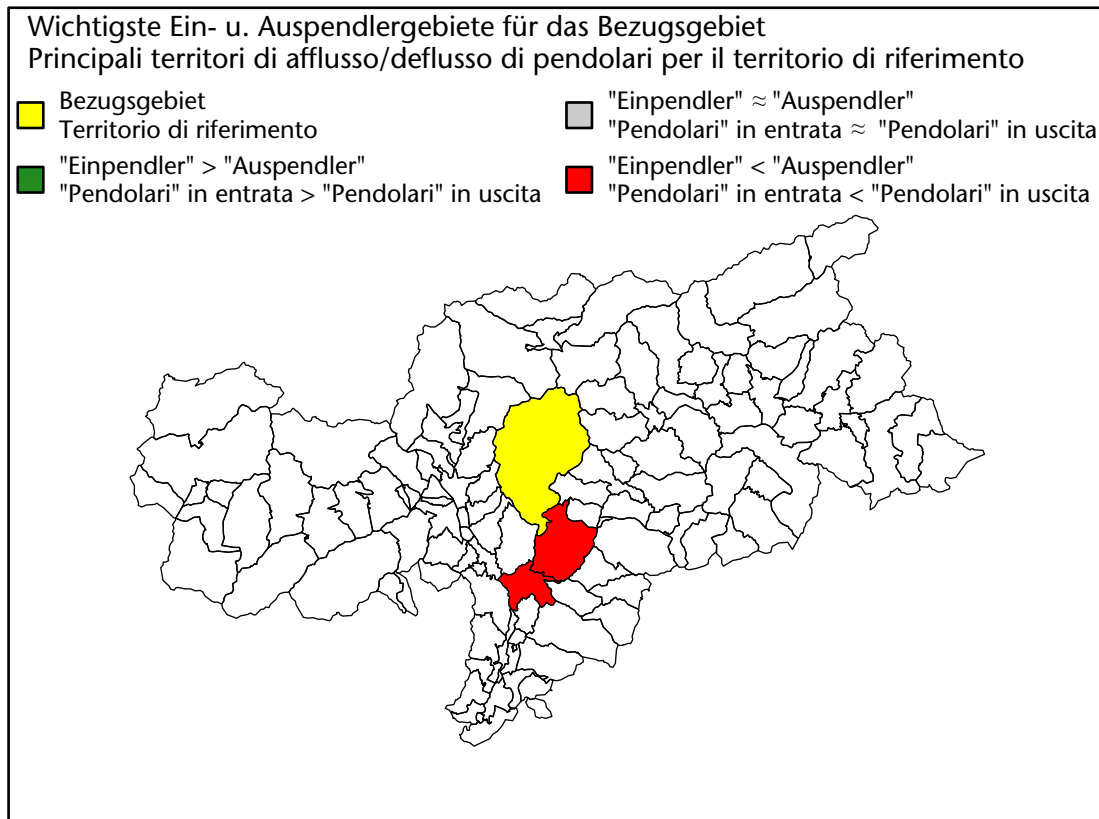 Wichtigste Ein- u. Auspendlergebiete für das Bezugsgebiet
Principali territori di afflusso/deflusso di pendolari per il territorio di riferimento
Bezugsgebiet
Territorio di riferimento
"Einpendler" > "Auspendler"
"Pendolari" in entrata > "Pendolari" in uscita
"Einpendler" ≈ "Auspendler"
"Pendolari" in entrata ≈ "Pendolari" in uscita
"Einpendler" < "Auspendler"
"Pendolari" in entrata < "Pendolari" in uscita